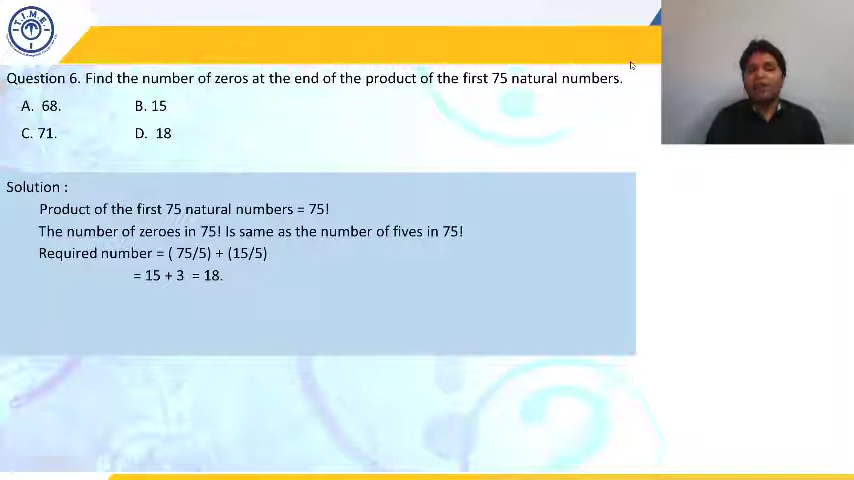 T.I.M.E.
Question 6. Find the number of zeros at the end of the product of the first 75 natural numbers.
A. 68. B. 15
C. 71. D. 18
Solution :
Product of the first 75 natural numbers = 75!
The number of zeroes in 75! Is same as the number of fives in 75!
Required number = ( 75/5) + (15/5)
= 15 + 3 = 18.